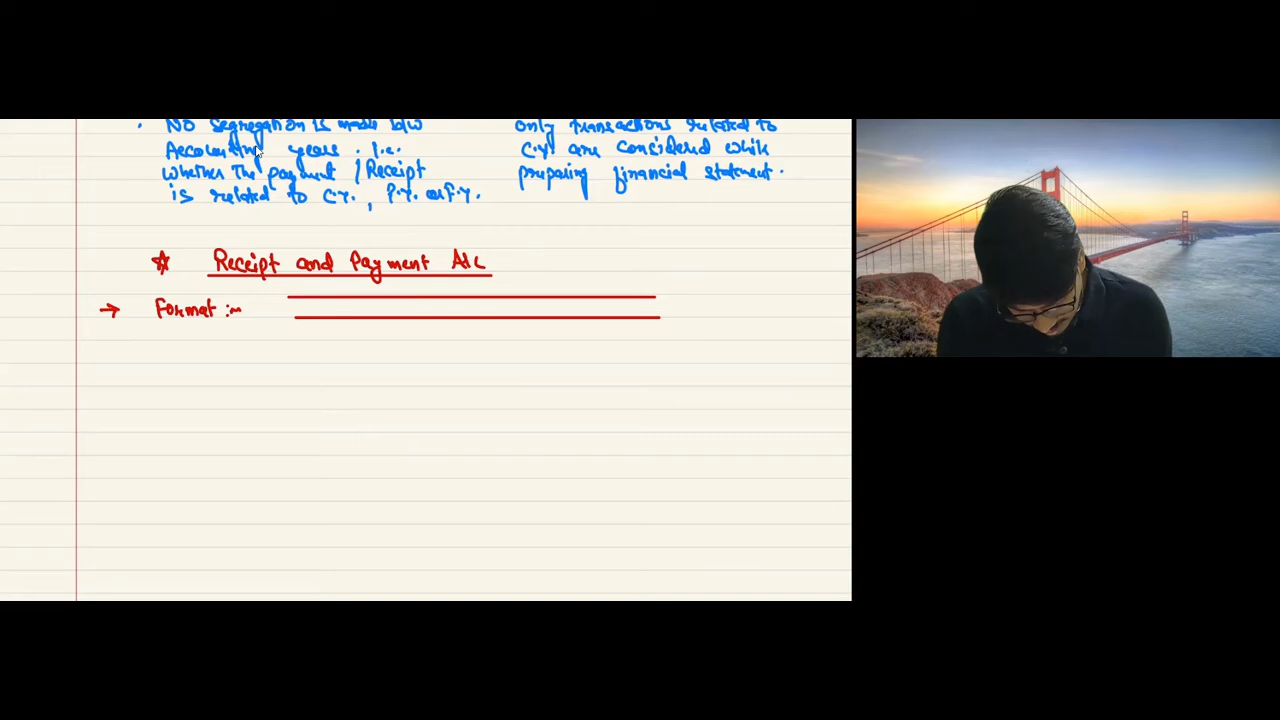 • No segregation is made b/w
Accounting years . I.e.
whether The payment / Receipt
is related to C.Y. , P.Y. or F.Y.
only transactions related to
C.Y. are considered while
preparing financial statement.
☆ Receipt and Payment A/c
→ Format :~